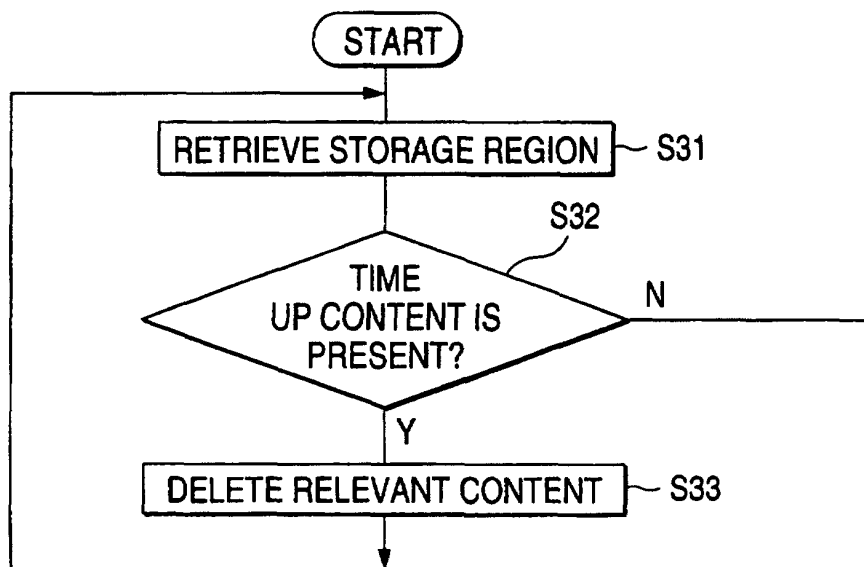 START
RETRIEVE STORAGE REGION
S31
S32
TIME
UP CONTENT IS
PRESENT?
N
Y
DELETE RELEVANT CONTENT
S33